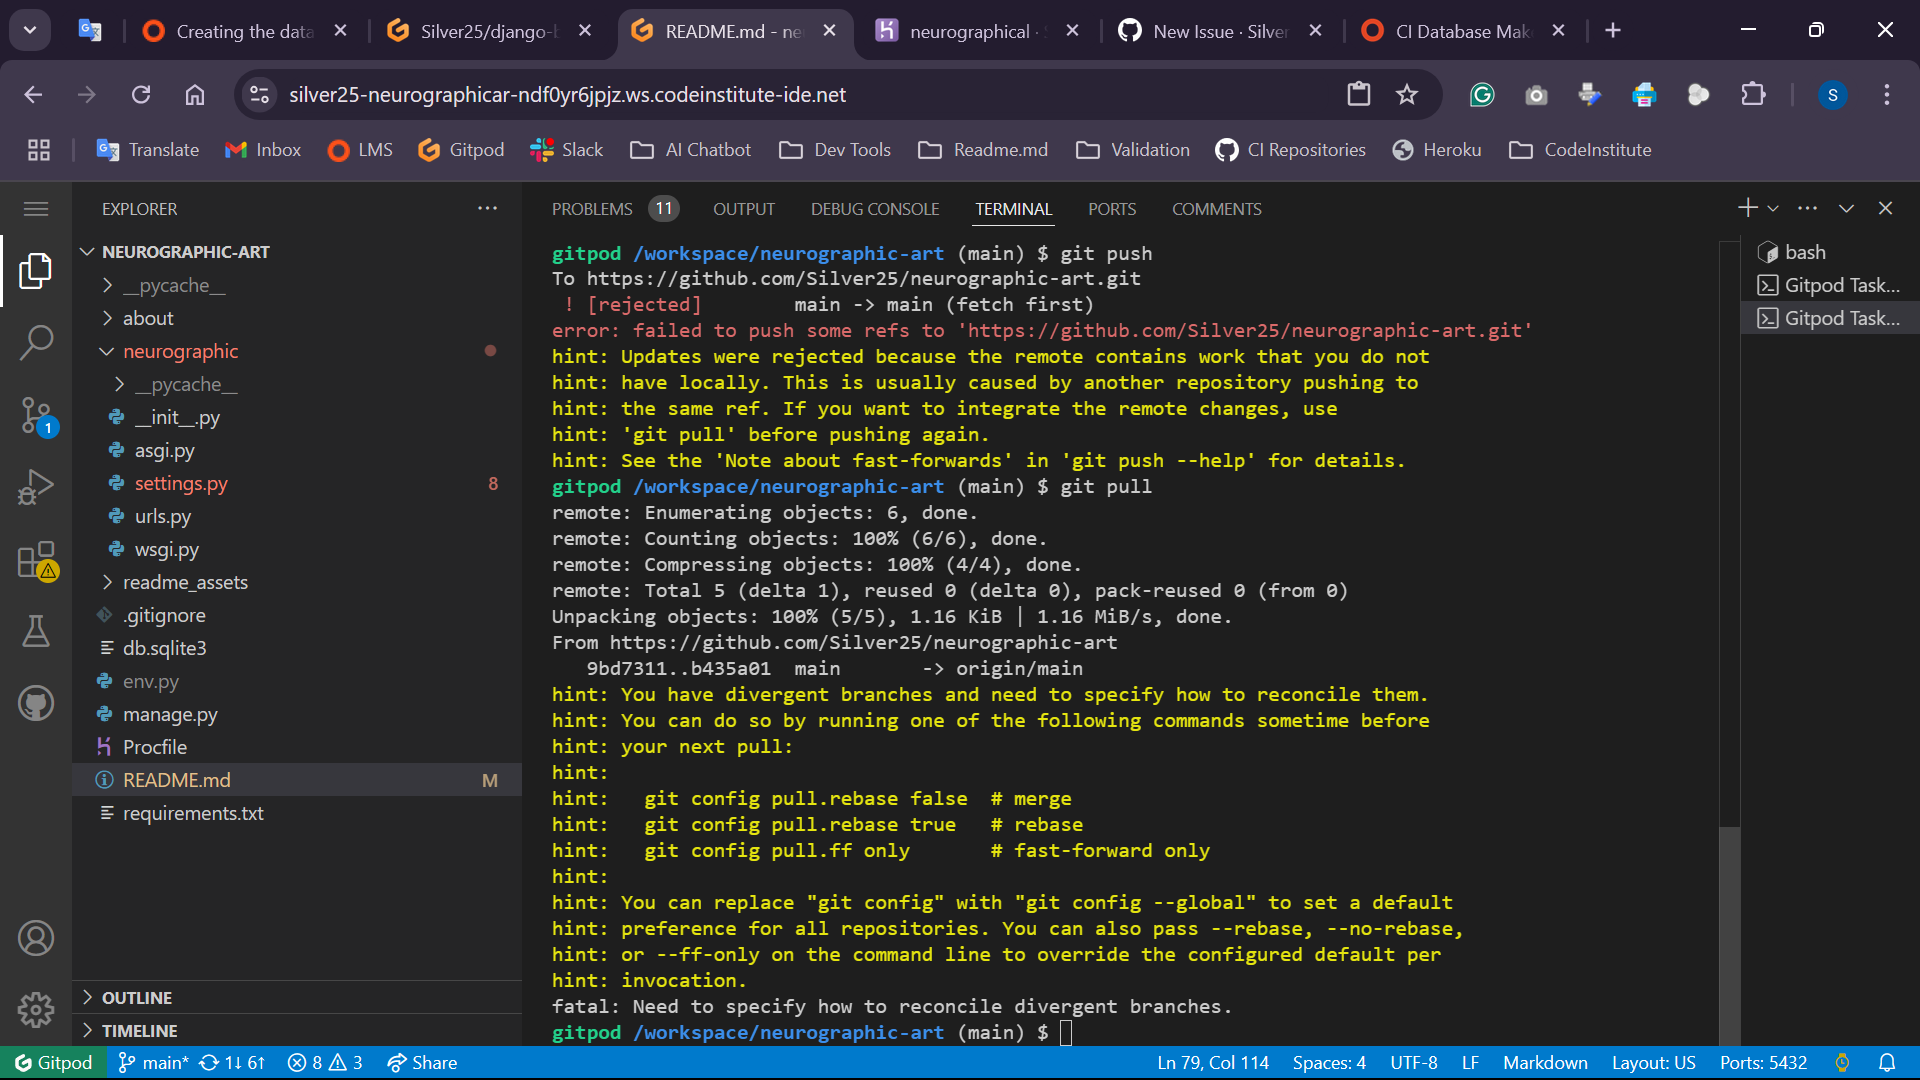 Creating the data
Silver25/django-b
README.md - ne
neurographical · S
New Issue · Silver
CI Database Mak
silver25-neurographicar-ndf0yr6jpjz.ws.codeinstitute-ide.net
S
Translate
Inbox
LMS
Gitpod
Slack
AI Chatbot
Dev Tools
Readme.md
Validation
CI Repositories
Heroku
CodeInstitute
EXPLORER
NEUROGRAPHIC-ART
__pycache__
about
neurographic
__pycache__
__init__.py
asgi.py
settings.py 8
urls.py
wsgi.py
readme_assets
.gitignore
db.sqlite3
env.py
manage.py
Procfile
README.md M
requirements.txt
OUTLINE
TIMELINE
1
PROBLEMS 11 OUTPUT DEBUG CONSOLE TERMINAL PORTS COMMENTS
gitpod /workspace/neurographic-art (main) $ git push
To https://github.com/Silver25/neurographic-art.git
! [rejected]        main -> main (fetch first)
error: failed to push some refs to 'https://github.com/Silver25/neurographic-art.git'
hint: Updates were rejected because the remote contains work that you do not
hint: have locally. This is usually caused by another repository pushing to
hint: the same ref. If you want to integrate the remote changes, use
hint: 'git pull' before pushing again.
hint: See the 'Note about fast-forwards' in 'git push --help' for details.
gitpod /workspace/neurographic-art (main) $ git pull
remote: Enumerating objects: 6, done.
remote: Counting objects: 100% (6/6), done.
remote: Compressing objects: 100% (4/4), done.
remote: Total 5 (delta 1), reused 0 (delta 0), pack-reused 0 (from 0)
Unpacking objects: 100% (5/5), 1.16 KiB | 1.16 MiB/s, done.
From https://github.com/Silver25/neurographic-art
   9bd7311..b435a01  main       -> origin/main
hint: You have divergent branches and need to specify how to reconcile them.
hint: You can do so by running one of the following commands sometime before
hint: your next pull:
hint:
hint:   git config pull.rebase false  # merge
hint:   git config pull.rebase true   # rebase
hint:   git config pull.ff only       # fast-forward only
hint:
hint: You can replace "git config" with "git config --global" to set a default
hint: preference for all repositories. You can also pass --rebase, --no-rebase,
hint: or --ff-only on the command line to override the configured default per
hint: invocation.
fatal: Need to specify how to reconcile divergent branches.
gitpod /workspace/neurographic-art (main) $
bash
Gitpod Task...
Gitpod Task...
Gitpod main* 1↓ 6↑ 8 3 Share Ln 79, Col 114 Spaces: 4 UTF-8 LF Markdown Layout: US Ports: 5432